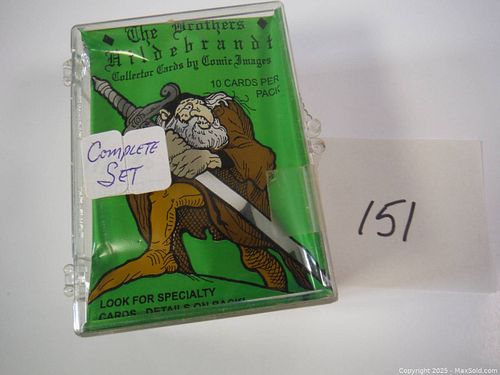 The Brothers
Hildebrandt
Collector Cards by Comic Images
10 CARDS PER
PACK
COMPLETE
SET
151
LOOK FOR SPECIALTY
CARDS - DETAILS ON BACK!
Copyright 2025 - MaxSold.com